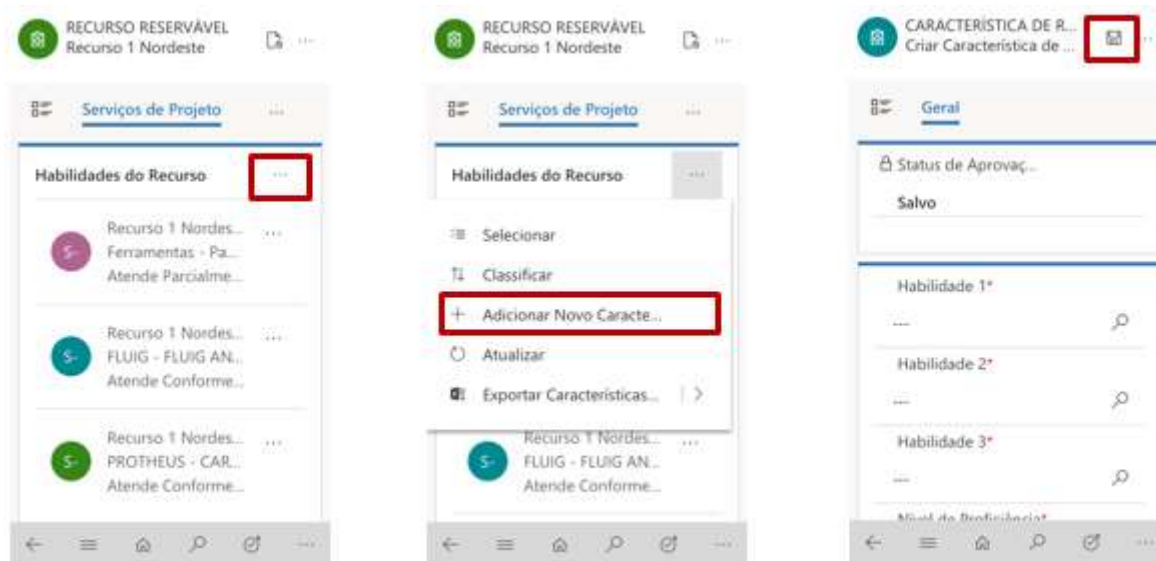 RECURSO RESERVÁVEL
Recurso 1 Nordeste
Serviços de Projeto
Habilidades do Recurso
S-
Recurso 1 Nordes...
Ferramentas - Pa...
Atende Parcialme...
S-
Recurso 1 Nordes...
FLUIG - FLUIG AN...
Atende Conforme...
S-
Recurso 1 Nordes...
PROTHEUS - CAR...
Atende Conforme...
RECURSO RESERVÁVEL
Recurso 1 Nordeste
Serviços de Projeto
Habilidades do Recurso
Selecionar
Classificar
+ Adicionar Novo Caracte...
Atualizar
Exportar Características...
S-
Recurso 1 Nordes...
FLUIG - FLUIG AN...
Atende Conforme...
CARACTERÍSTICA DE R...
Criar Característica de ...
Geral
Status de Aprovaç...
Salvo
Habilidade 1*
---
Habilidade 2*
---
Habilidade 3*
---
Nível de Proficiência*